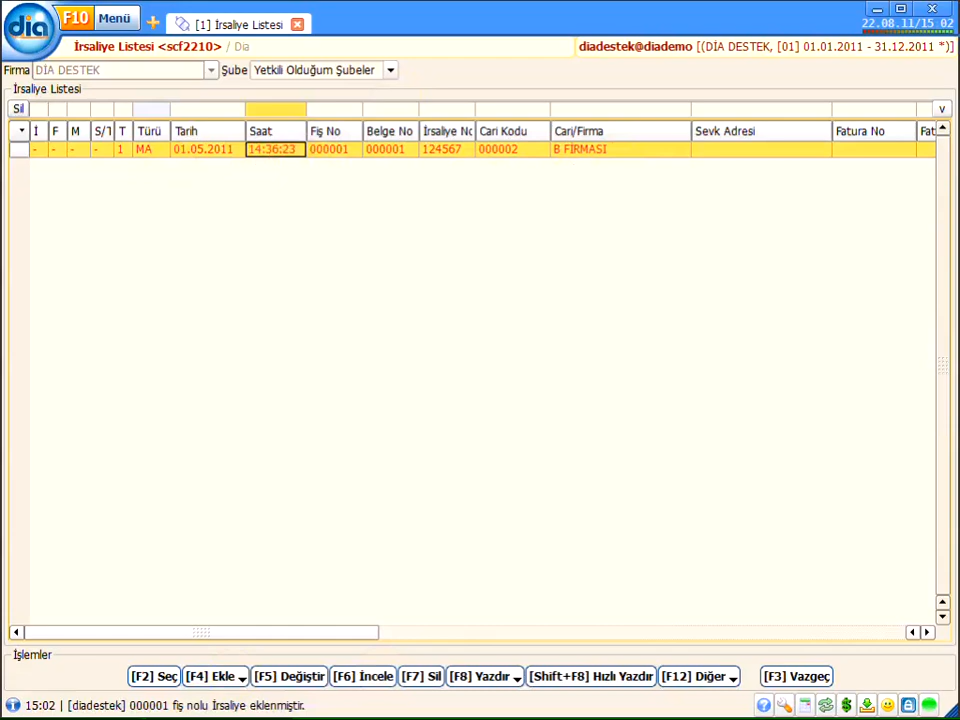 dia F10 Menü [1] İrsaliye Listesi 22.08.11/15 02
İrsaliye Listesi <scf2210> / Dia diadestek@diademo [(DİA DESTEK, [01] 01.01.2011 - 31.12.2011 *)]
Firma DİA DESTEK Şube Yetkili Olduğum Şubeler
İrsaliye Listesi
Sil v
İ F M S/T Türü Tarih Saat Fiş No Belge No İrsaliye No Cari Kodu Cari/Firma Sevk Adresi Fatura No Fat
- - - - 1 MA 01.05.2011 14:36:23 000001 000001 124567 000002 B FİRMASI
İşlemler
[F2] Seç [F4] Ekle [F5] Değiştir [F6] İncele [F7] Sil [F8] Yazdır [Shift+F8] Hızlı Yazdır [F12] Diğer [F3] Vazgeç
15:02 | [diadestek] 000001 fiş nolu İrsaliye eklenmiştir.